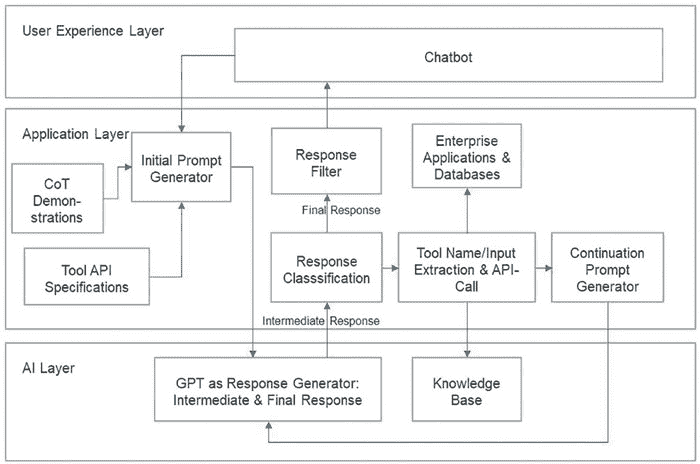 User Experience Layer
Chatbot
Application Layer
Initial Prompt
Generator
CoT
Demon-
strations
Tool API
Specifications
Response
Filter
Enterprise
Applications &
Databases
Final Response
Response
Classsification
Tool Name/Input
Extraction & API-
Call
Continuation
Prompt
Generator
Intermediate Response
AI Layer
GPT as Response Generator:
Intermediate & Final Response
Knowledge
Base